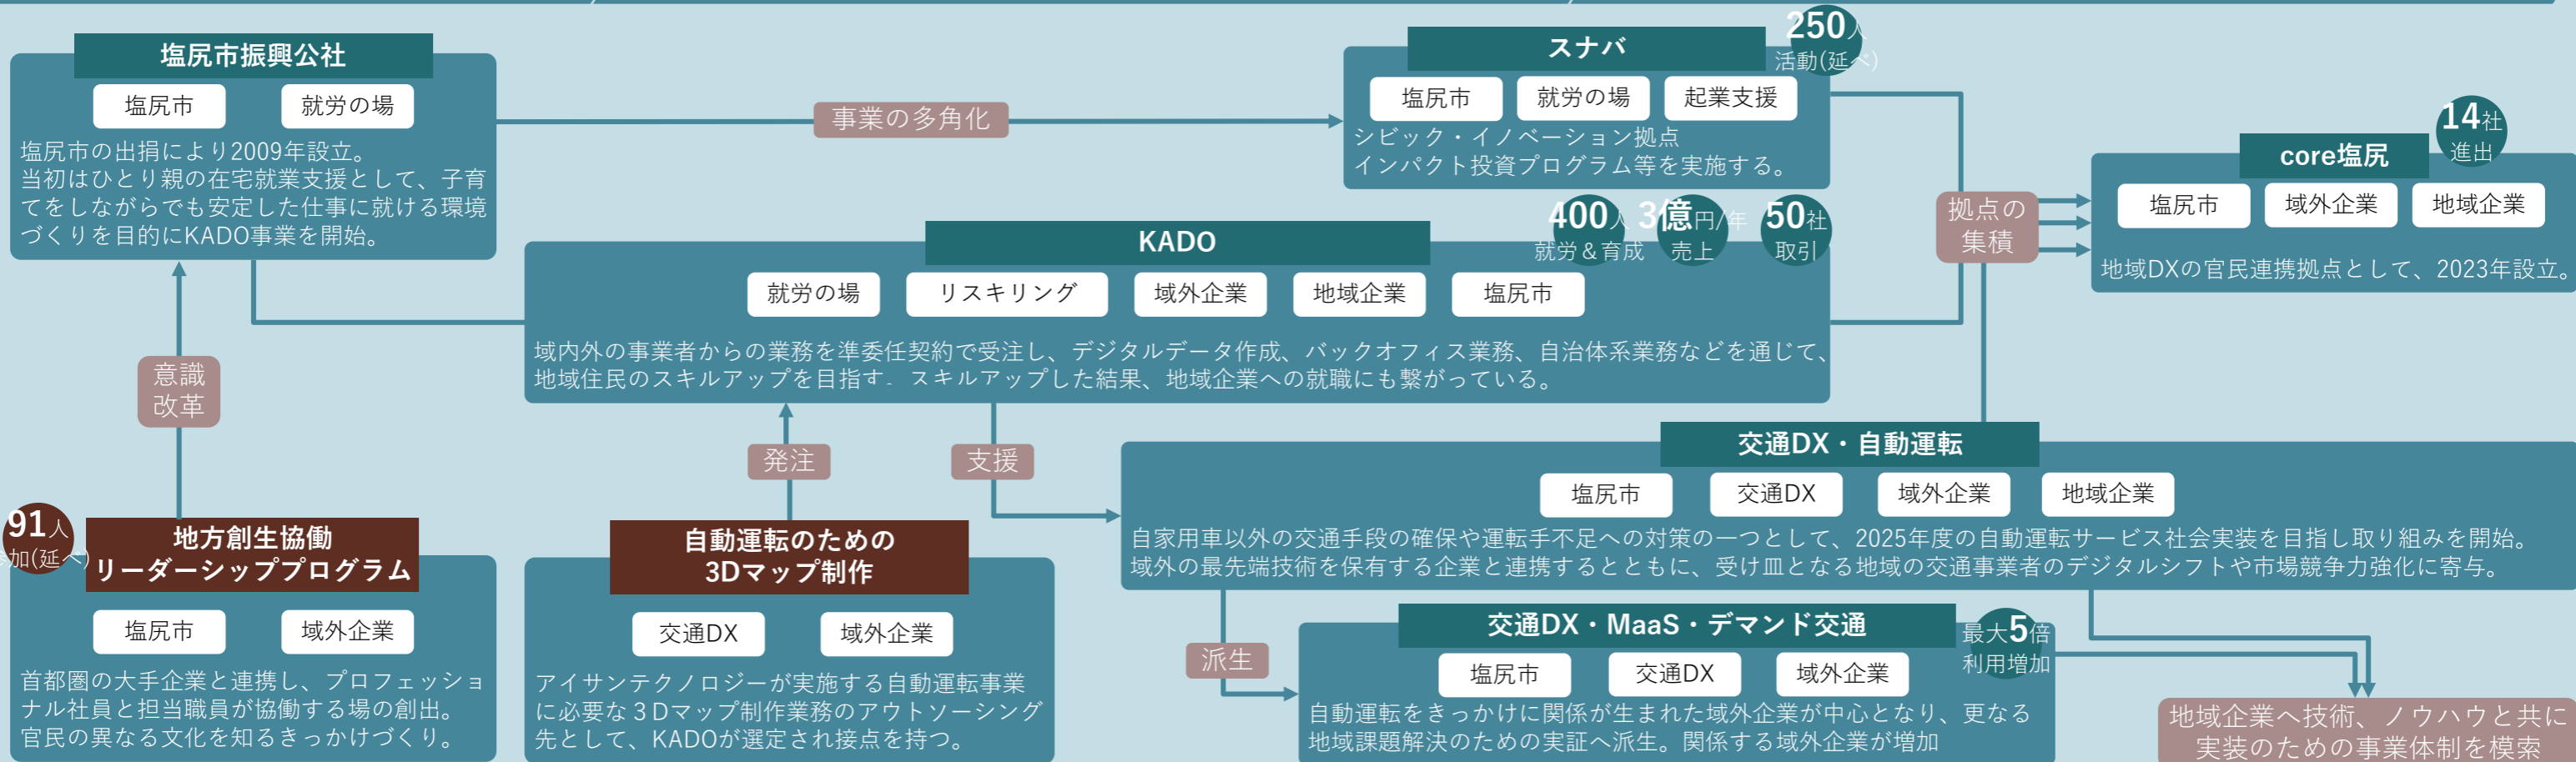 塩尻市振興公社
塩尻市
就労の場
塩尻市の出捐により2009年設立。
当初はひとり親の在宅就業支援として、子育
てをしながらでも安定した仕事に就ける環境
づくりを目的にKADO事業を開始。
事業の多角化
スナバ
250人
活動(延べ)
塩尻市
就労の場
起業支援
シビック・イノベーション拠点
インパクト投資プログラム等を実施する。
拠点の
集積
core塩尻
14社
進出
塩尻市
域外企業
地域企業
地域DXの官民連携拠点として、2023年設立。
KADO
400人
就労＆育成
3億円/年
売上
50社
取引
就労の場
リスキリング
域外企業
地域企業
塩尻市
域内外の事業者からの業務を準委任契約で受注し、デジタルデータ作成、バックオフィス業務、自治体系業務などを通じて、
地域住民のスキルアップを目指す。スキルアップした結果、地域企業への就職にも繋がっている。
意識
改革
発注
支援
交通DX・自動運転
塩尻市
交通DX
域外企業
地域企業
自家用車以外の交通手段の確保や運転手不足への対策の一つとして、2025年度の自動運転サービス社会実装を目指し取り組みを開始。
域外の最先端技術を保有する企業と連携するとともに、受け皿となる地域の交通事業者のデジタルシフトや市場競争力強化に寄与。
91人
加(延べ)
地方創生協働
リーダーシッププログラム
塩尻市
域外企業
首都圏の大手企業と連携し、プロフェッショ
ナル社員と担当職員が協働する場の創出。
官民の異なる文化を知るきっかけづくり。
自動運転のための
3Dマップ制作
交通DX
域外企業
アイサンテクノロジーが実施する自動運転事業
に必要な３Dマップ制作業務のアウトソーシング
先として、KADOが選定され接点を持つ。
派生
交通DX・MaaS・デマンド交通
最大5倍
利用増加
塩尻市
交通DX
域外企業
自動運転をきっかけに関係が生まれた域外企業が中心となり、更なる
地域課題解決のための実証へ派生。関係する域外企業が増加
地域企業へ技術、ノウハウと共に
実装のための事業体制を模索